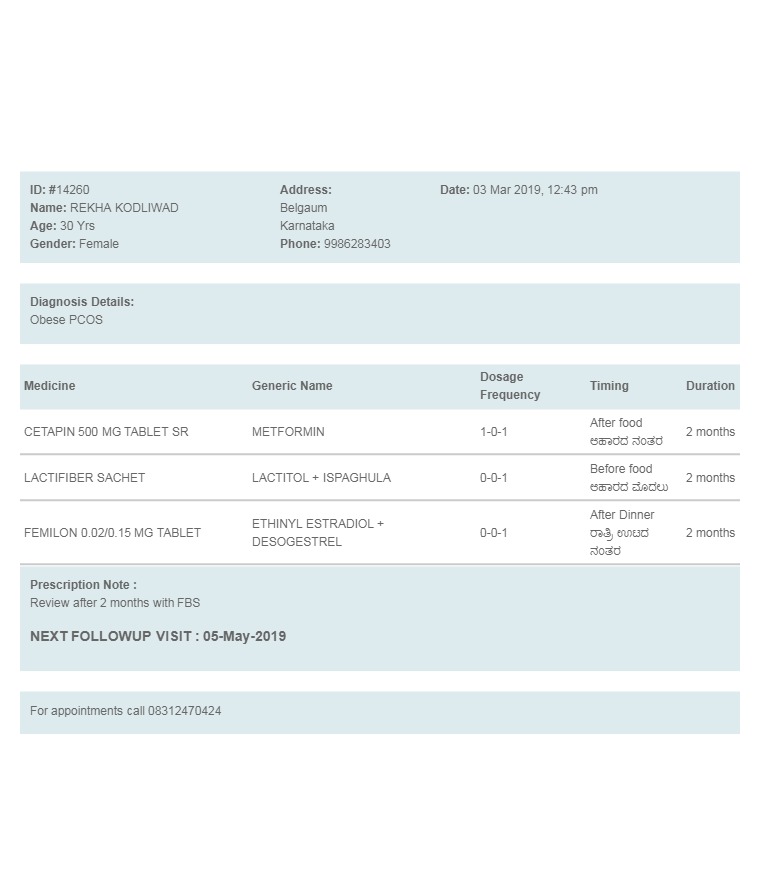 ID: #14260
Name: REKHA KODLIWAD
Age: 30 Yrs
Gender: Female
Address:
Belgaum
Karnataka
Phone: 9986283403
Date: 03 Mar 2019, 12:43 pm
Diagnosis Details:
Obese PCOS
Medicine Generic Name Dosage Frequency Timing Duration
CETAPIN 500 MG TABLET SR METFORMIN 1-0-1 After food ಆಹಾರದ ನಂತರ 2 months
LACTIFIBER SACHET LACTITOL + ISPAGHULA 0-0-1 Before food ಆಹಾರದ ಮೊದಲು 2 months
FEMILON 0.02/0.15 MG TABLET ETHINYL ESTRADIOL + DESOGESTREL 0-0-1 After Dinner ರಾತ್ರಿ ಊಟದ ನಂತರ 2 months
Prescription Note :
Review after 2 months with FBS
NEXT FOLLOWUP VISIT : 05-May-2019
For appointments call 08312470424